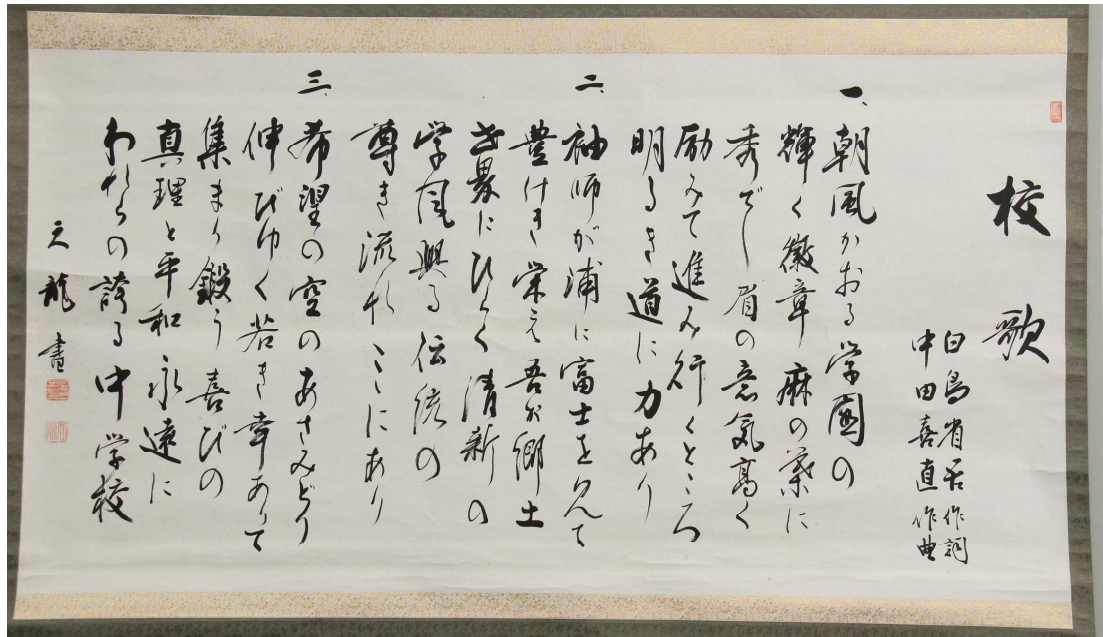 校歌
白鳥省吾作詞
中田喜直作曲
一、朝風かおる学園の
輝く徽章麻の葉に
秀でし眉の意気高く
励みて進み行くところ
明るき道に力あり
二、袖師が浦に富士を見て
豊けき栄え吾が郷土
世界にひらく清新の
学風興る伝統の
尊き流れここにあり
三、希望の空のあさみどり
伸びゆく若き幸ありて
集まり鍛う喜びの
真理と平和永遠に
われらの誇る中学校
龍書